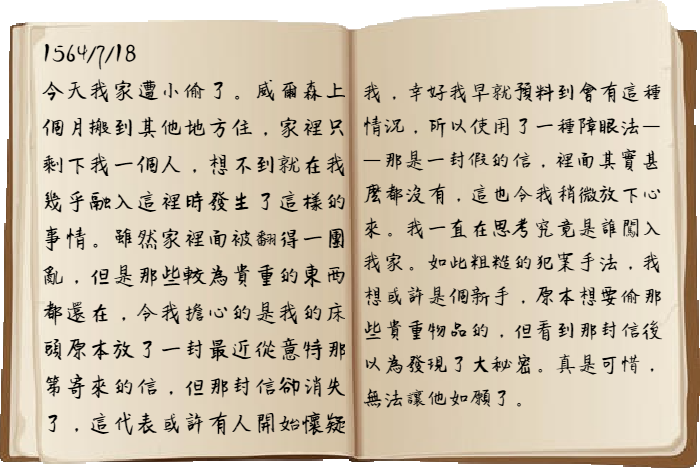 1564/7/18
今天我家遭小偷了。威爾森上
個月搬到其他地方住，家裡只
剩下我一個人，想不到就在我
幾乎融入這裡時發生了這樣的
事情。雖然家裡面被翻得一團
亂，但是那些較為貴重的東西
都還在，令我擔心的是我的床
頭原本放了一封最近從意特那
第寄來的信，但那封信卻消失
了，這代表或許有人開始懷疑
我，幸好我早就預料到會有這種
情況，所以使用了一種障眼法—
—那是一封假的信，裡面其實甚
麼都沒有，這也令我稍微放下心
來。我一直在思考究竟是誰闖入
我家。如此粗糙的犯案手法，我
想或許是個新手，原本想要偷那
些貴重物品的，但看到那封信後
以為發現了大秘密。真是可惜，
無法讓他如願了。